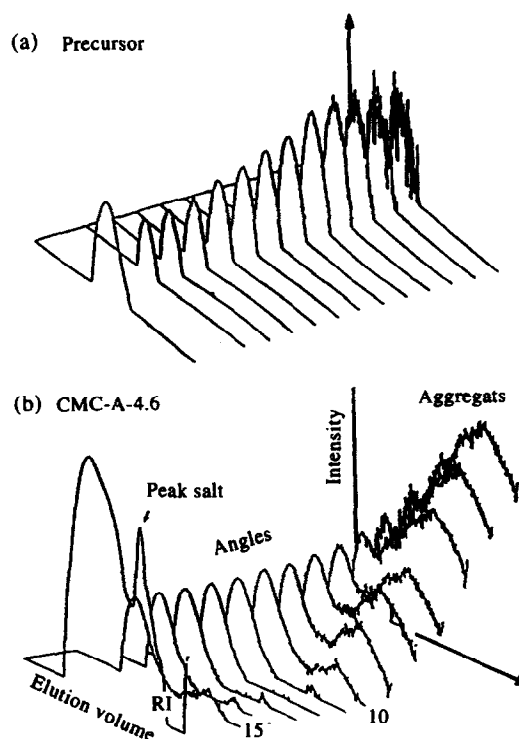 (a) Precursor
(b) CMC-A-4.6
Aggregats
Intensity
Peak salt
Angles
RI
Elution volume
15
10